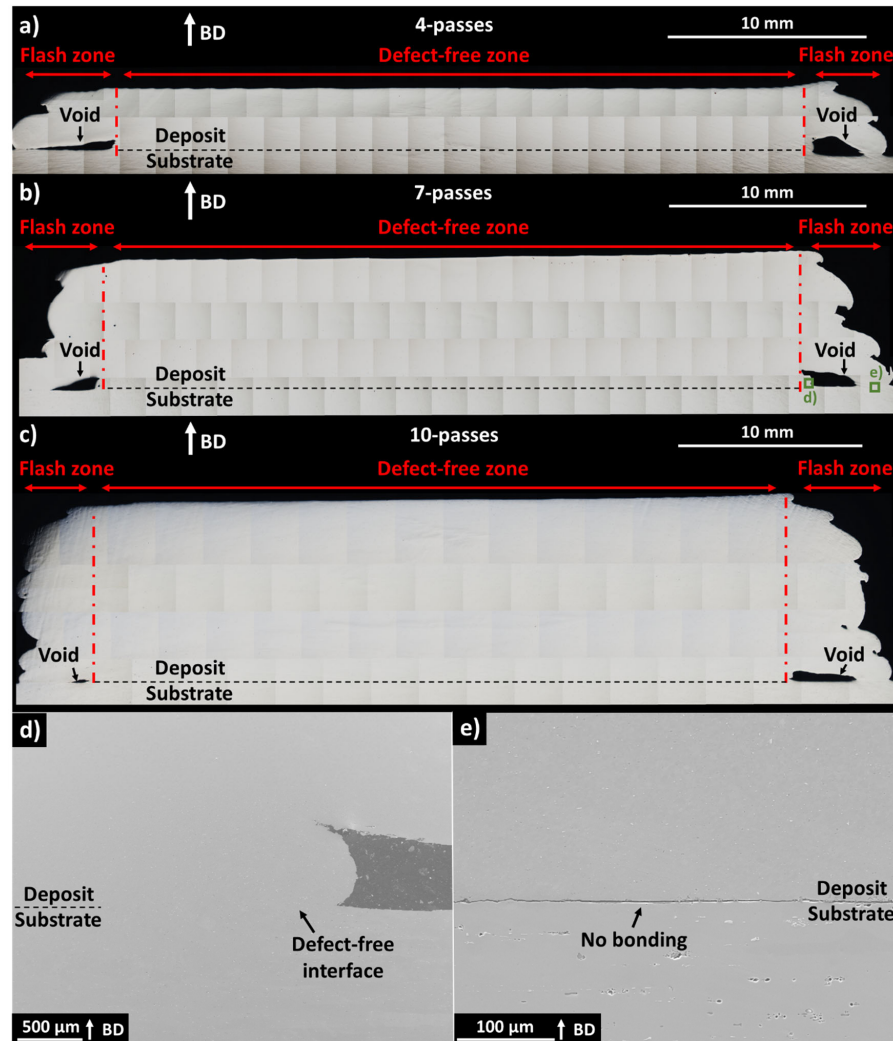 a)
BD
4-passes
10 mm
Flash zone
Defect-free zone
Flash zone
Void
Deposit
Substrate
Void
b)
BD
7-passes
10 mm
Flash zone
Defect-free zone
Flash zone
Void
Deposit
Substrate
Void
d)
e)
c)
BD
10-passes
10 mm
Flash zone
Defect-free zone
Flash zone
Void
Deposit
Substrate
Void
d)
Deposit
Substrate
Defect-free
interface
500 µm
BD
e)
Deposit
Substrate
No bonding
100 µm
BD